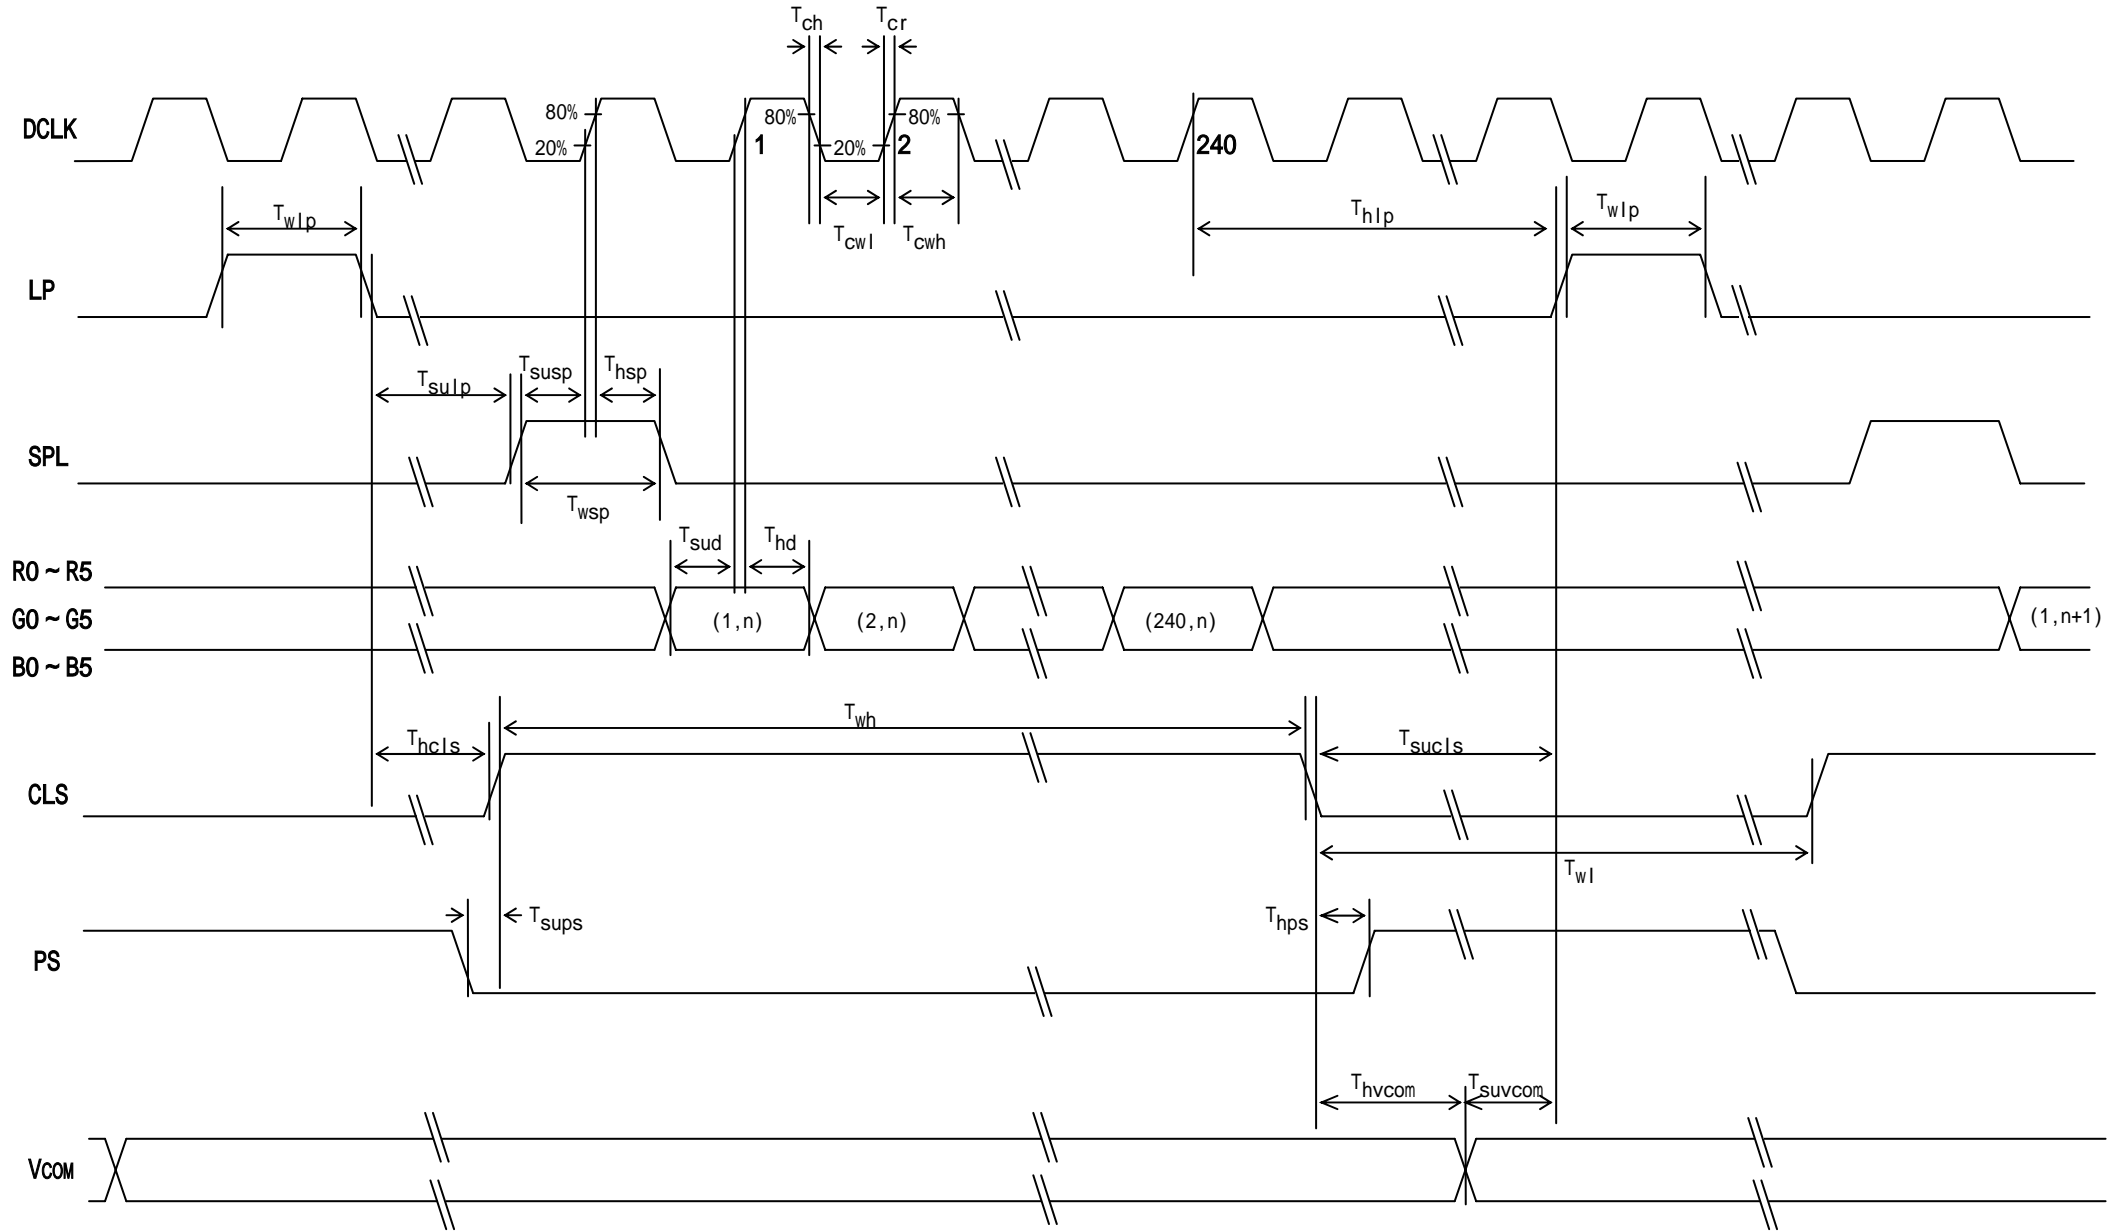 Tch Tcr
DCLK 80% 20% 80% 1 20% 2 80% 240
Twlp Tcwl Tcwh Thlp Twlp
LP
Tsulp Tsusp Thsp
SPL
Twsp
Tsud Thd
R0~R5
G0~G5 (1,n) (2,n) (240,n) (1,n+1)
B0~B5
Twh
Thcls Tsucls
CLS
Twl
Tsups Thps
PS
Thvcom Tsuvcom
VCOM